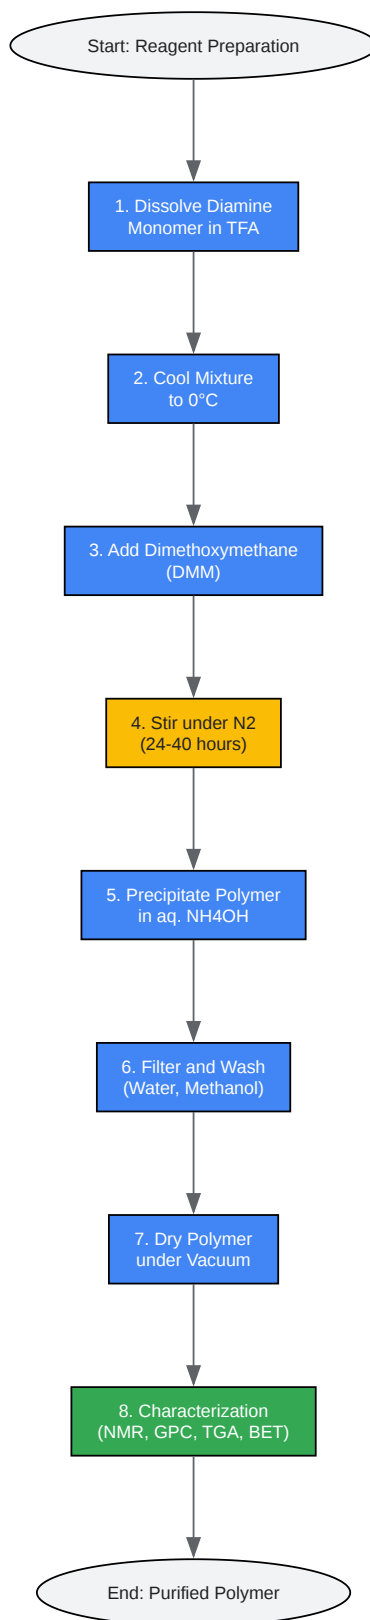 Start: Reagent Preparation
1. Dissolve Diamine
Monomer in TFA
2. Cool Mixture
to 0°C
3. Add Dimethoxymethane
(DMM)
4. Stir under N2
(24-40 hours)
5. Precipitate Polymer
in aq. NH4OH
6. Filter and Wash
(Water, Methanol)
7. Dry Polymer
under Vacuum
8. Characterization
(NMR, GPC, TGA, BET)
End: Purified Polymer